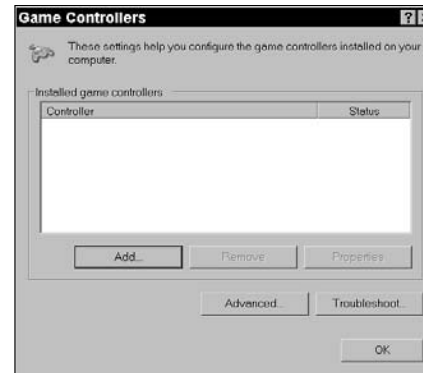 Game Controllers
These settings help you configure the game controllers installed on your
computer.
Installed game controllers
Controller Status
Add... Remove Properties
Advanced... Troubleshoot...
OK